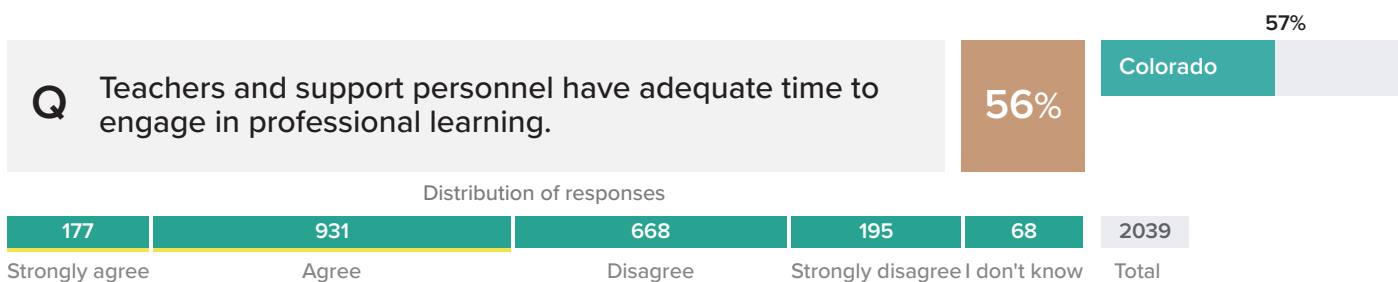 57%
Q
Teachers and support personnel have adequate time to
engage in professional learning.
56%
Colorado
Distribution of responses
177 931 668 195 68 2039
Strongly agree Agree Disagree Strongly disagree I don't know Total